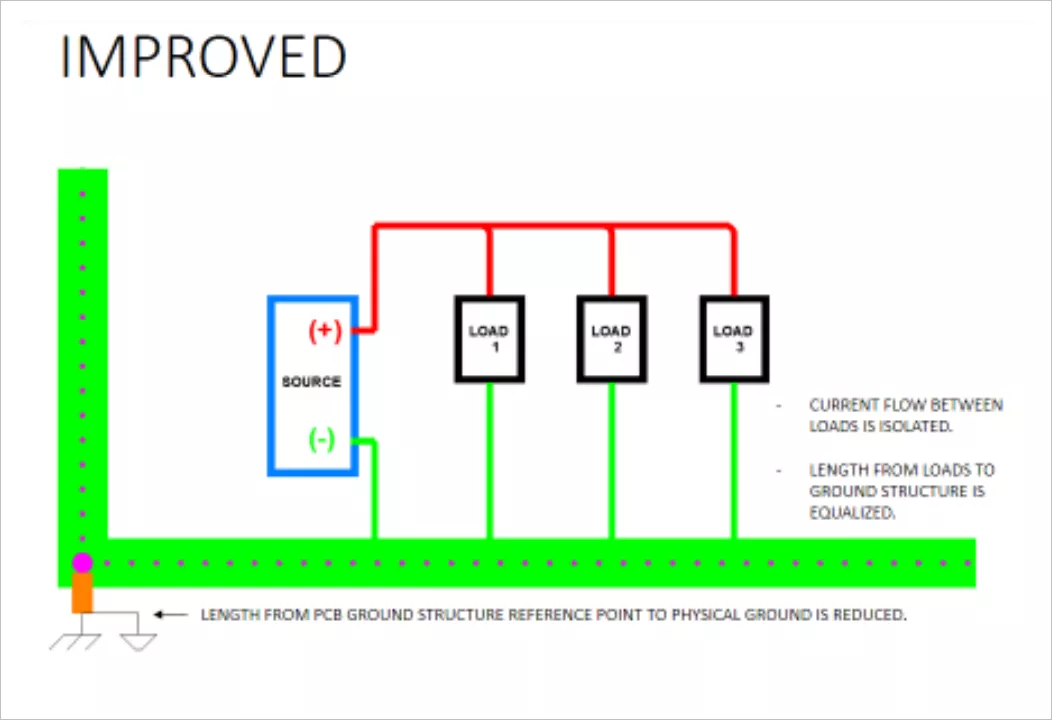 IMPROVED
(+)
SOURCE
(-)
LOAD
1
LOAD
2
LOAD
3
- CURRENT FLOW BETWEEN
LOADS IS ISOLATED.
- LENGTH FROM LOADS TO
GROUND STRUCTURE IS
EQUALIZED.
LENGTH FROM PCB GROUND STRUCTURE REFERENCE POINT TO PHYSICAL GROUND IS REDUCED.